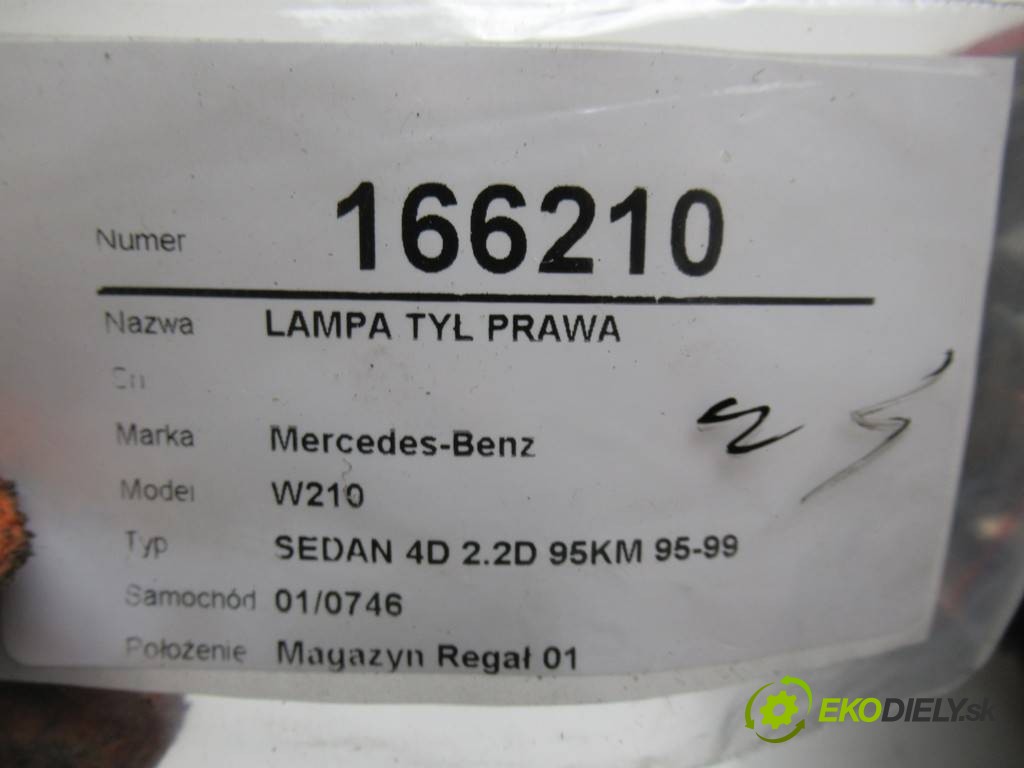 Numer 166210
Nazwa LAMPA TYŁ PRAWA
Marka Mercedes-Benz
Model W210
Typ SEDAN 4D 2.2D 95KM 95-99
Samochód 01/0746
Położenie Magazyn Regał 01
EKODIELY.sk